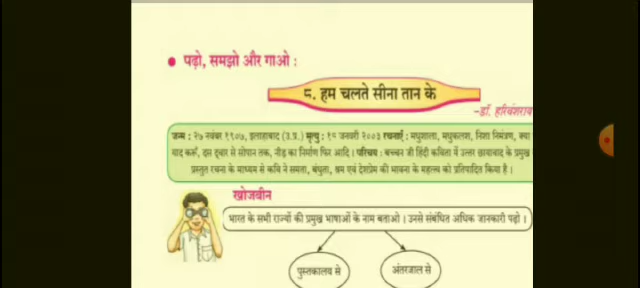 • पढ़ो, समझो और गाओ :
८. हम चलते सीना तान के
-डॉ. हरिवंशराय
जन्म : २७ नवंबर १९०७, इलाहाबाद (उ.प्र.) मृत्यु : १८ जनवरी २००३ रचनाएँ : मधुशाला, मधुकलश, निशा निमंत्रण, क्या
याद करूँ, दस द्वार से सोपान तक, नीड़ का निर्माण फिर आदि । परिचय : बच्चन जी हिंदी कविता में उत्तर छायावाद के प्रमुख
प्रस्तुत रचना के माध्यम से कवि ने समता, बंधुता, श्रम एवं देशप्रेम की भावना के महत्त्व को प्रतिपादित किया है ।
खोजबीन
भारत के सभी राज्यों की प्रमुख भाषाओं के नाम बताओ । उनसे संबंधित अधिक जानकारी पढ़ो ।
पुस्तकालय से
अंतरजाल से